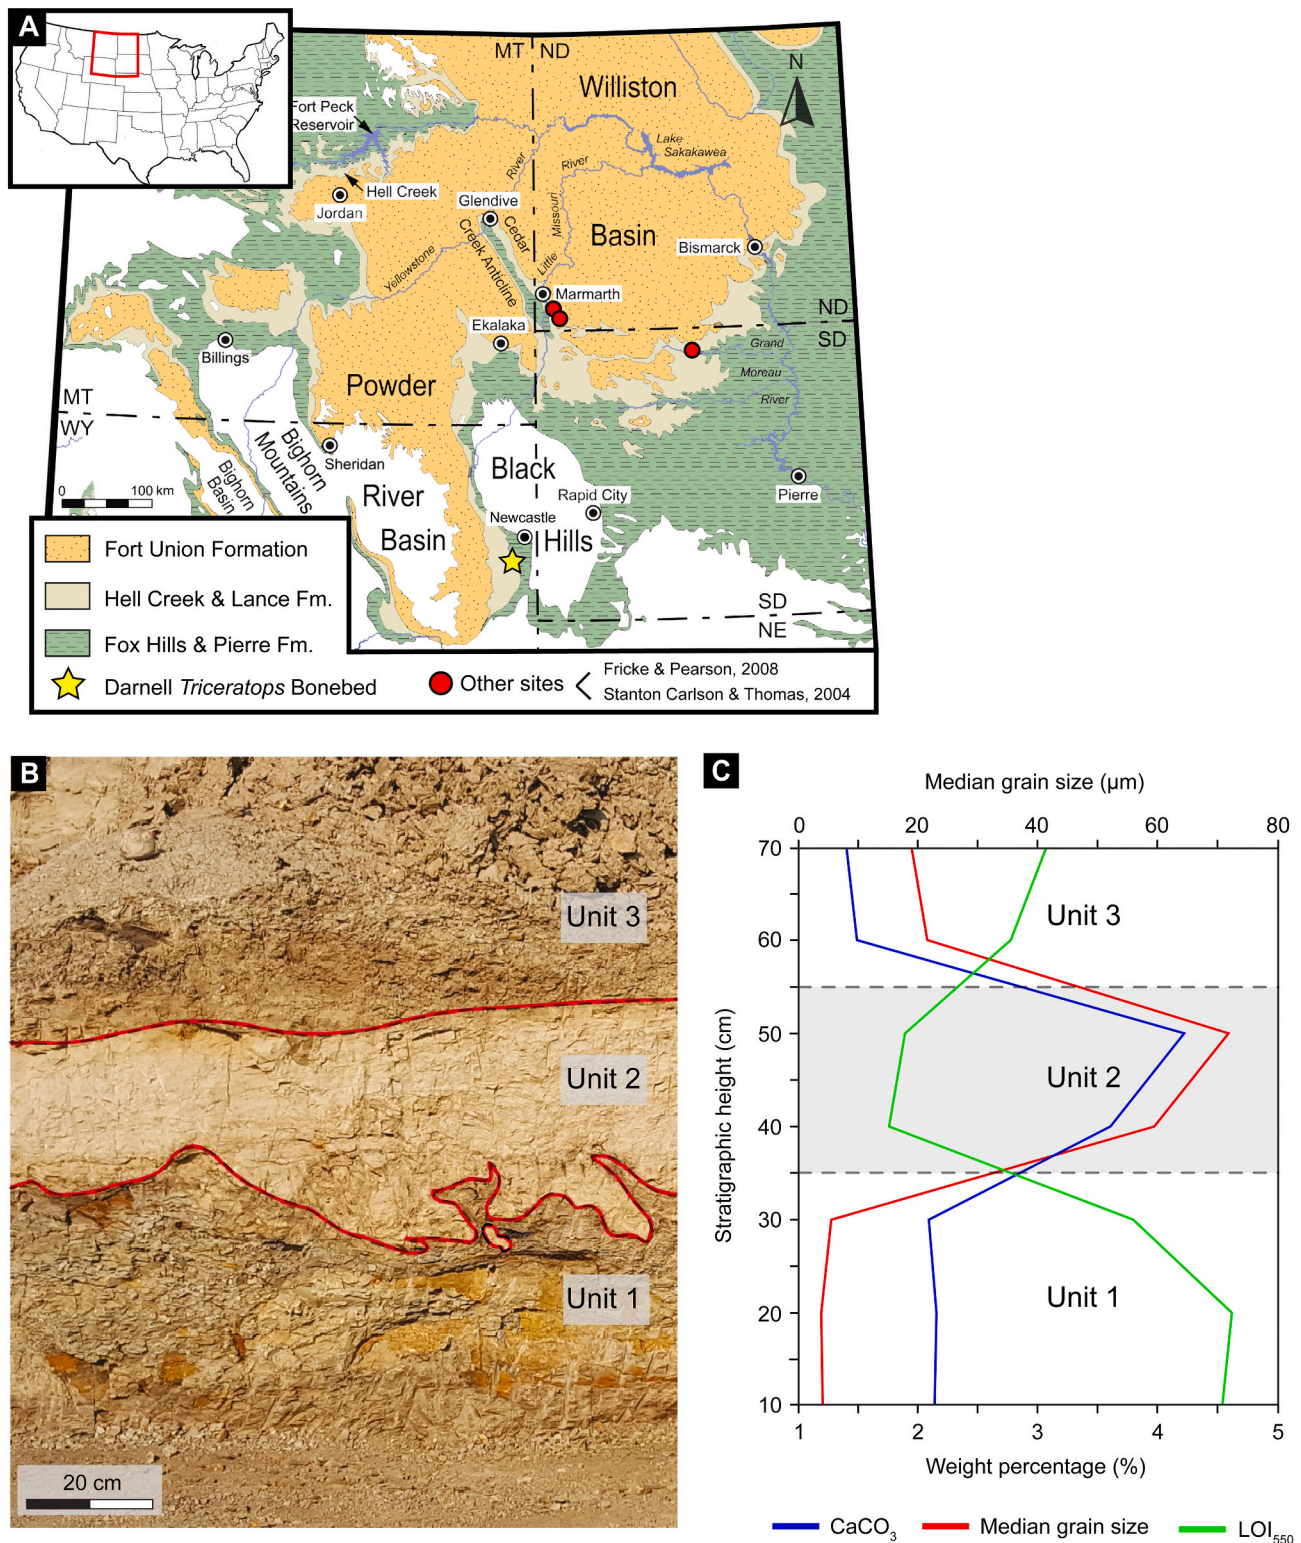 A
MT ND
Williston
N
Fort Peck
Reservoir
Lake
Sakakawea
River
River
Hell Creek
Jordan
Glendive
Missouri
Cedar
Creek Anticline
Basin
Bismarck
Yellowstone
Little
Marmarth
ND
SD
Ekalaka
Grand
Billings
Moreau
River
Powder
MT
WY
Bighorn
Mountains
Sheridan
Black
Bighorn
Basin
River
Basin
Rapid City
Pierre
0 100 km
Newcastle
Hills
SD
NE
Fort Union Formation
Hell Creek & Lance Fm.
Fox Hills & Pierre Fm.
Darnell Triceratops Bonebed
Other sites
Fricke & Pearson, 2008
Stanton Carlson & Thomas, 2004
B
Unit 3
Unit 2
Unit 1
20 cm
C
Median grain size (µm)
0 20 40 60 80
70
60
50
40
30
20
10
Stratigraphic height (cm)
Unit 3
Unit 2
Unit 1
1 2 3 4 5
Weight percentage (%)
CaCO₃ Median grain size LOI₅₅₀